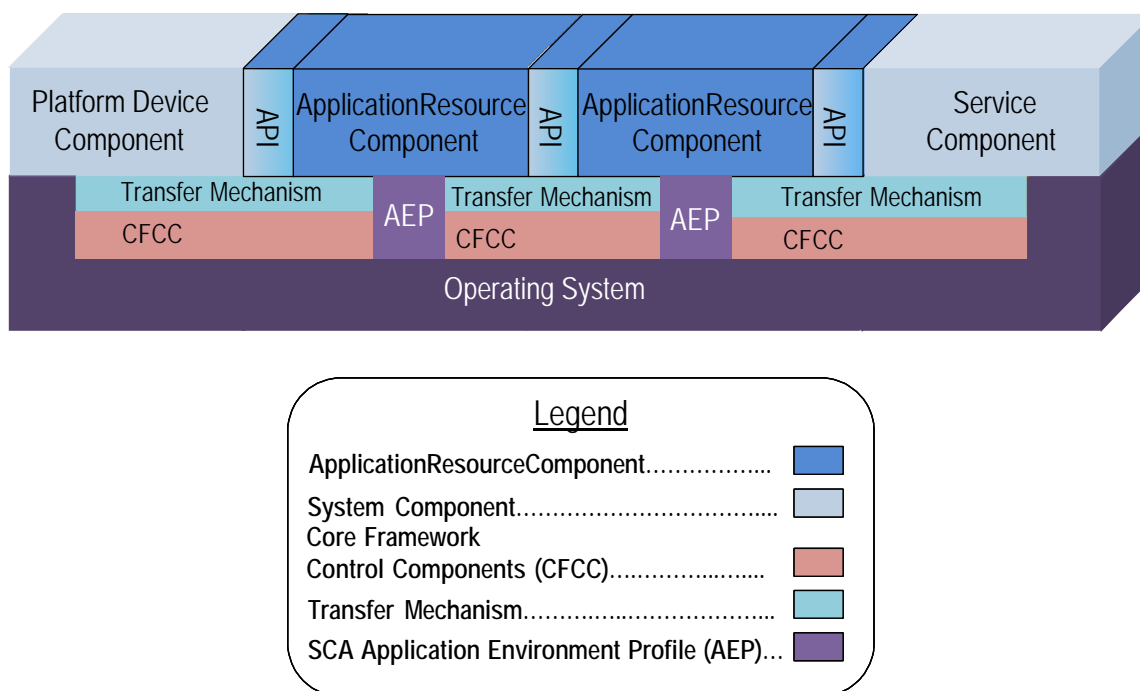 Platform Device
Component
API
ApplicationResource
Component
API
ApplicationResource
Component
API
Service
Component
Transfer Mechanism
CFCC
AEP
Transfer Mechanism
CFCC
AEP
Transfer Mechanism
CFCC
Operating System
Legend
ApplicationResourceComponent……………...
System Component…………………………....
Core Framework
Control Components (CFCC)….……...…....
Transfer Mechanism……...…………………...
SCA Application Environment Profile (AEP)...